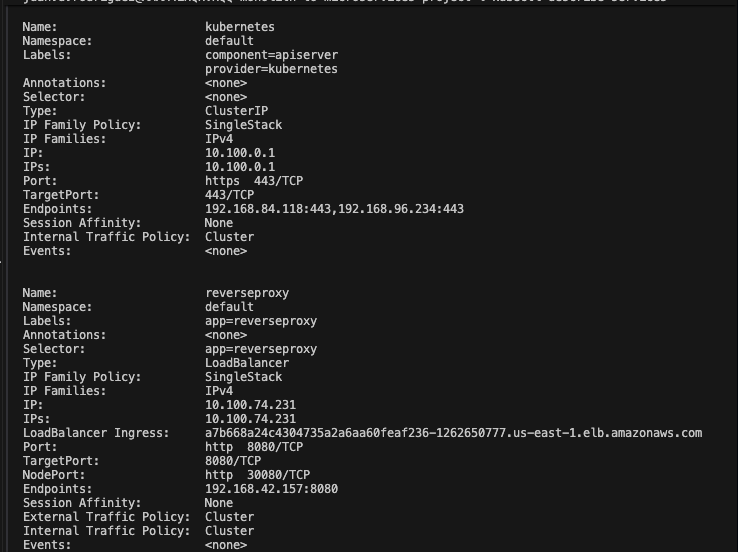 Name:                     kubernetes
Namespace:                default
Labels:                   component=apiserver
                          provider=kubernetes
Annotations:              <none>
Selector:                 <none>
Type:                     ClusterIP
IP Family Policy:         SingleStack
IP Families:              IPv4
IP:                       10.100.0.1
IPs:                      10.100.0.1
Port:                     https  443/TCP
TargetPort:               443/TCP
Endpoints:                192.168.84.118:443,192.168.96.234:443
Session Affinity:         None
Internal Traffic Policy:  Cluster
Events:                   <none>
Name:                     reverseproxy
Namespace:                default
Labels:                   app=reverseproxy
Annotations:              <none>
Selector:                 app=reverseproxy
Type:                     LoadBalancer
IP Family Policy:         SingleStack
IP Families:              IPv4
IP:                       10.100.74.231
IPs:                      10.100.74.231
LoadBalancer Ingress:     a7b668a24c4304735a2a6aa60feaf236-1262650777.us-east-1.elb.amazonaws.com
Port:                     http  8080/TCP
TargetPort:               8080/TCP
NodePort:                 http  30080/TCP
Endpoints:                192.168.42.157:8080
Session Affinity:         None
External Traffic Policy:  Cluster
Internal Traffic Policy:  Cluster
Events:                   <none>